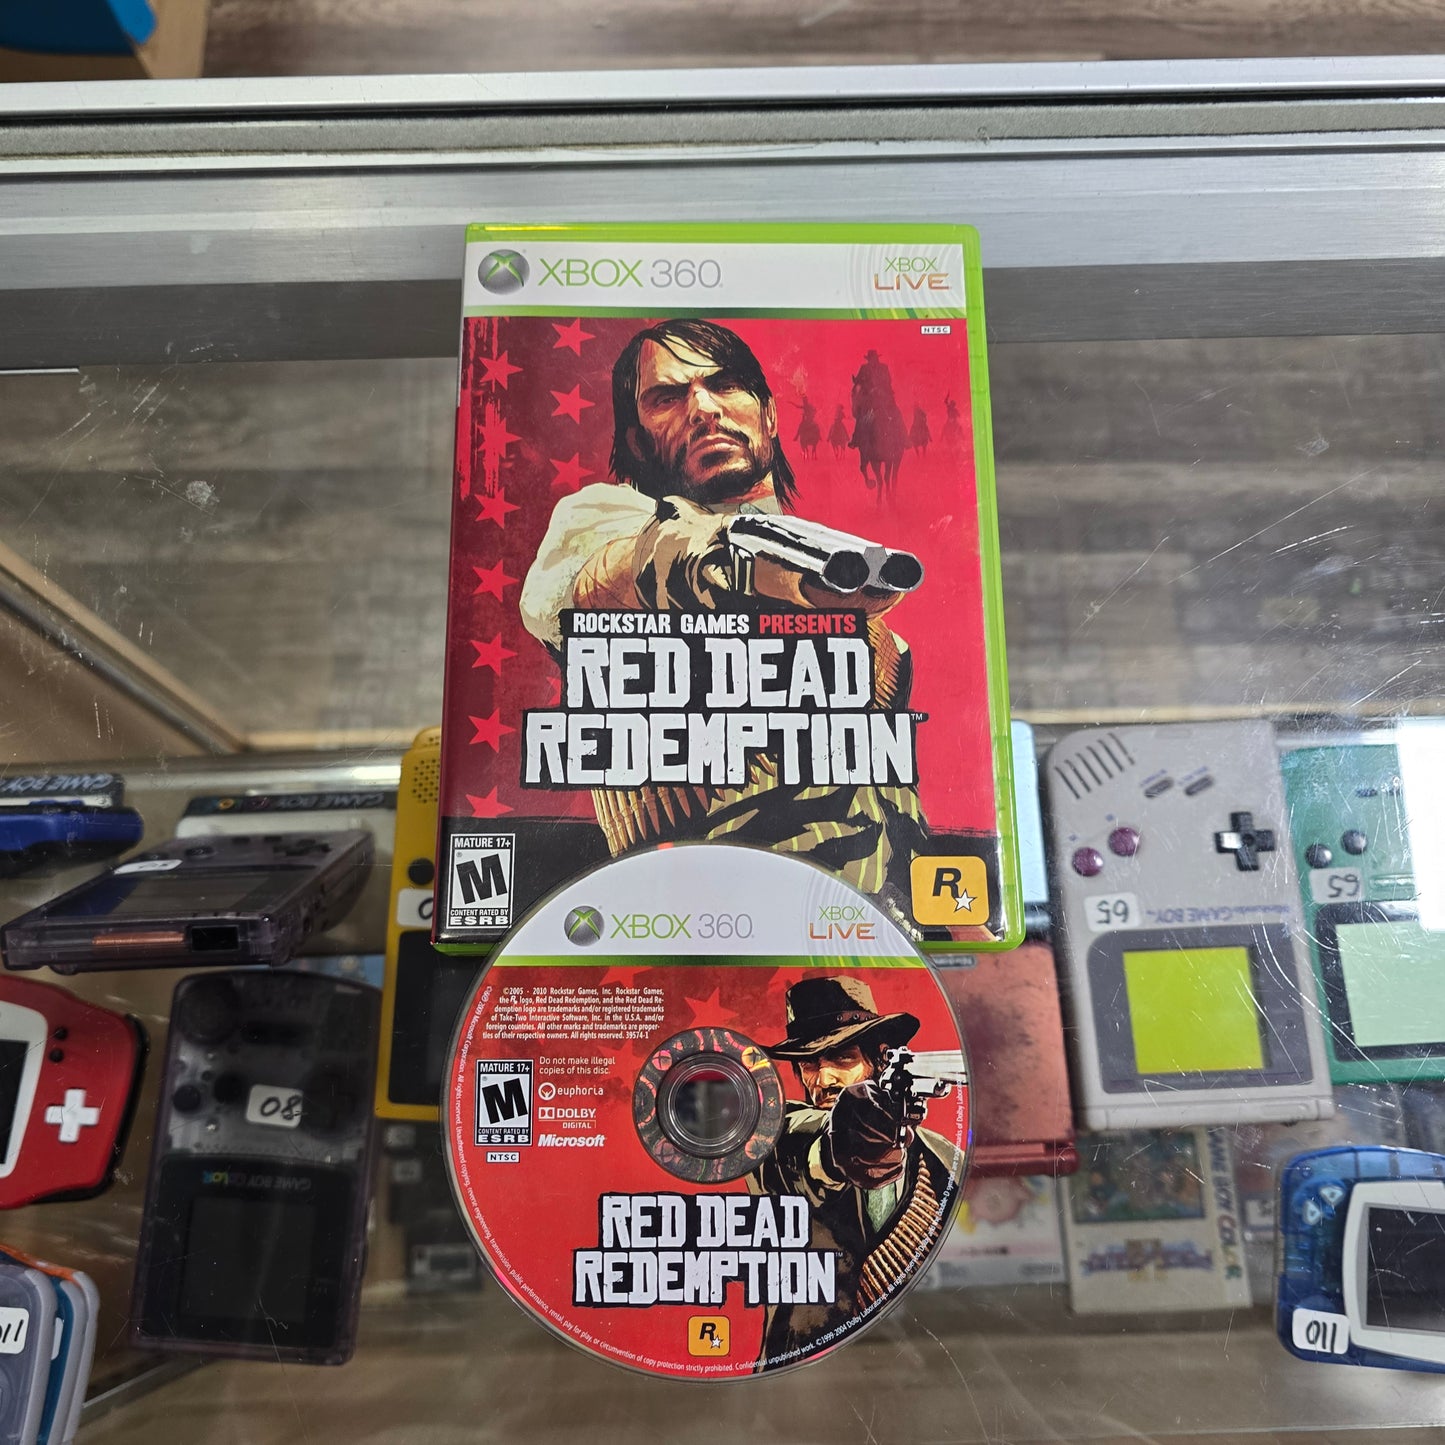 XBOX 360
XBOX
LIVE
NTSC
ROCKSTAR GAMES PRESENTS
RED DEAD
REDEMPTION™
MATURE 17+
M
CONTENT RATED BY
ESRB
R
XBOX 360
XBOX
LIVE
©2005 - 2010 Rockstar Games, Inc. Rockstar Games,
the R logo, Red Dead Redemption, and the Red Dead Re-
demption logo are trademarks and/or registered trademarks
of Take-Two Interactive Software, Inc. in the U.S.A. and/or
foreign countries. All other marks and trademarks are proper-
ties of their respective owners. All rights reserved. 39574-1
MATURE 17+
M
CONTENT RATED BY
ESRB
NTSC
Do not make illegal
copies of this disc.
euphoria
DOLBY
DIGITAL
Microsoft
RED DEAD
REDEMPTION™
R
GAME BOY
GAME BOY COLOR
08
65
Nintendo GAME BOY
65
GAME BOY COLOR
011
011